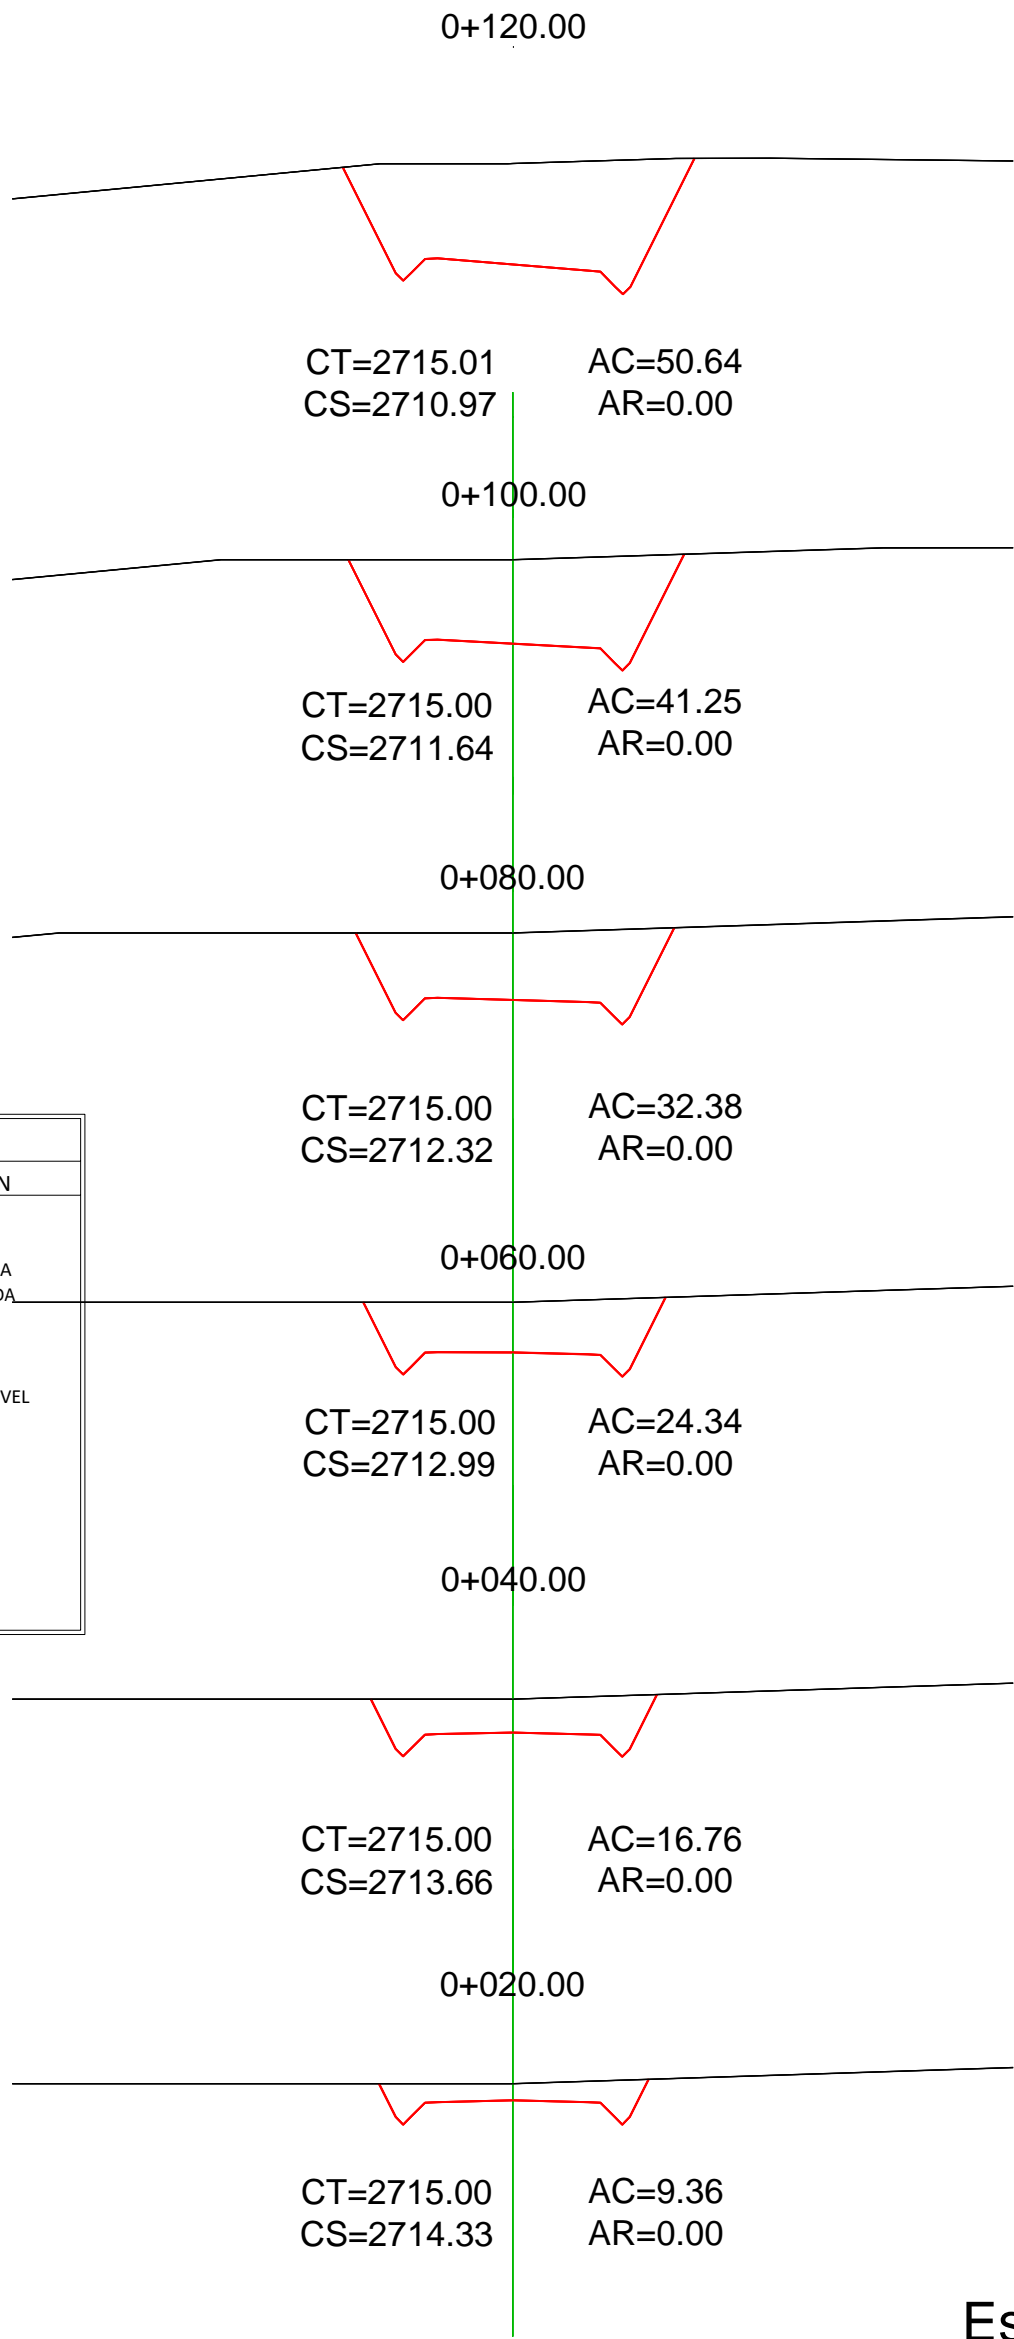 0+120.00
CT=2715.01 AC=50.64
CS=2710.97 AR=0.00
0+100.00
CT=2715.00 AC=41.25
CS=2711.64 AR=0.00
0+080.00
CT=2715.00 AC=32.38
CS=2712.32 AR=0.00
N
0+060.00
A
DA
VEL
CT=2715.00 AC=24.34
CS=2712.99 AR=0.00
0+040.00
CT=2715.00 AC=16.76
CS=2713.66 AR=0.00
0+020.00
CT=2715.00 AC=9.36
CS=2714.33 AR=0.00
Es